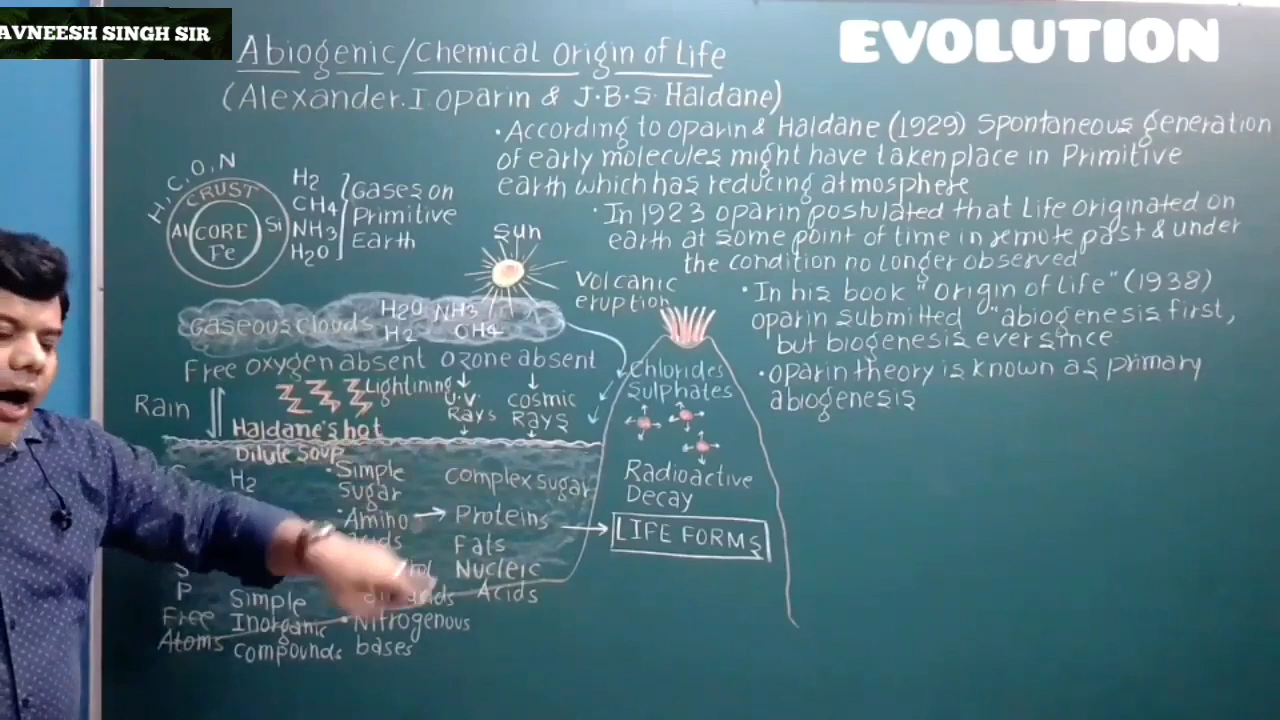 AVNEESH SINGH SIR
EVOLUTION
Abiogenic/Chemical Origin of Life
(Alexander.I.Oparin & J.B.S. Haldane)
• According to Oparin & Haldane (1929) Spontaneous generation
of early molecules might have taken place in Primitive
earth which has reducing atmosphere
• In 1923 oparin postulated that Life originated on
earth at some point of time in remote past & under
the condition no longer observed
• In his book "origin of life" (1938)
oparin submitted "abiogenesis first,
but biogenesis ever since
• oparin theory is known as primary
abiogenesis
H, C, O, N
CRUST
Al CORE Si
Fe
H2
CH4
NH3
H2O
Gases on
Primitive
Earth
Sun
Volcanic
eruption
Gaseous clouds
H2O NH3
H2 CH4
Free oxygen absent ozone absent
Rain
Lightining
U.V.
Rays
cosmic
Rays
Chlorides
Sulphates
Haldane's hot
Dilute Soup
H2
• Simple
Sugar
complex sugar
• Amino
Proteins
Fats
Nucleic
Acids
Radioactive
Decay
LIFE FORMS
S
P
Free
Atoms
Simple
Inorganic
compounds
• Nitrogenous
bases